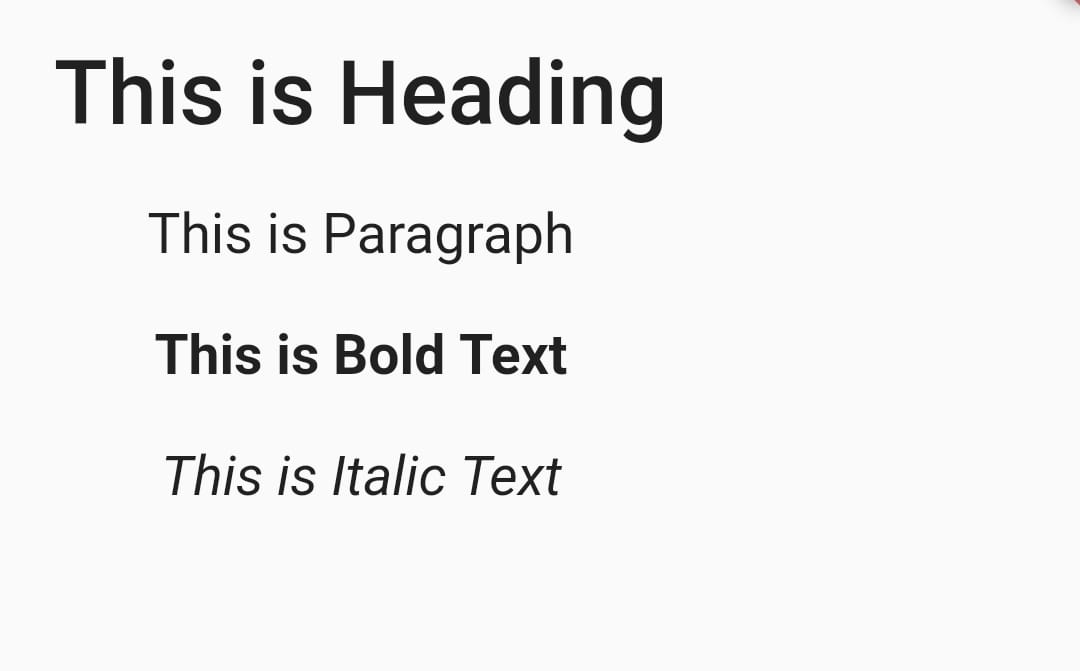 This is Heading
This is Paragraph
This is Bold Text
This is Italic Text